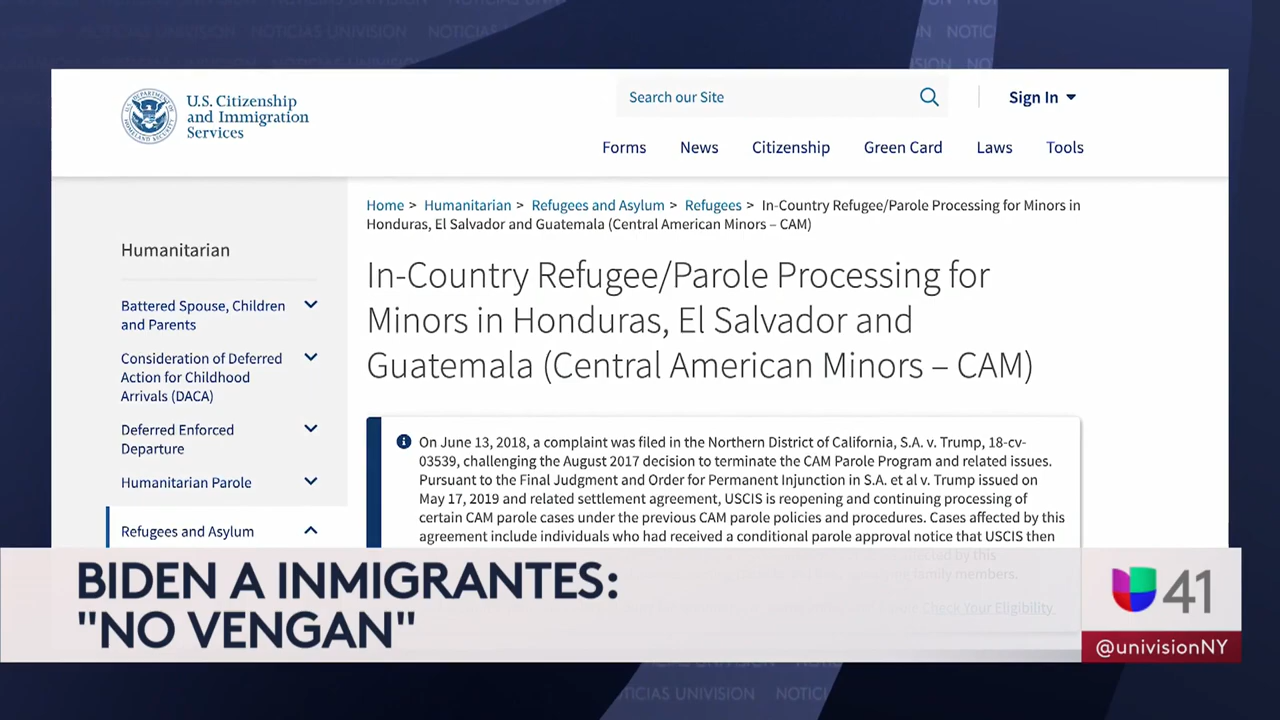 U.S. Citizenship
and Immigration
Services
Search our Site
Sign In
Forms News Citizenship Green Card Laws Tools
Home > Humanitarian > Refugees and Asylum > Refugees > In-Country Refugee/Parole Processing for Minors in
Honduras, El Salvador and Guatemala (Central American Minors – CAM)
Humanitarian
Battered Spouse, Children
and Parents
Consideration of Deferred
Action for Childhood
Arrivals (DACA)
Deferred Enforced
Departure
Humanitarian Parole
Refugees and Asylum
In-Country Refugee/Parole Processing for
Minors in Honduras, El Salvador and
Guatemala (Central American Minors – CAM)
On June 13, 2018, a complaint was filed in the Northern District of California, S.A. v. Trump, 18-cv-
03539, challenging the August 2017 decision to terminate the CAM Parole Program and related issues.
Pursuant to the Final Judgment and Order for Permanent Injunction in S.A. et al v. Trump issued on
May 17, 2019 and related settlement agreement, USCIS is reopening and continuing processing of
certain CAM parole cases under the previous CAM parole policies and procedures. Cases affected by this
agreement include individuals who had received a conditional parole approval notice that USCIS then
by this
family members.
Check Your Eligibility
BIDEN A INMIGRANTES:
"NO VENGAN"
41
@univisionNY
NOTICIAS UNIVISION